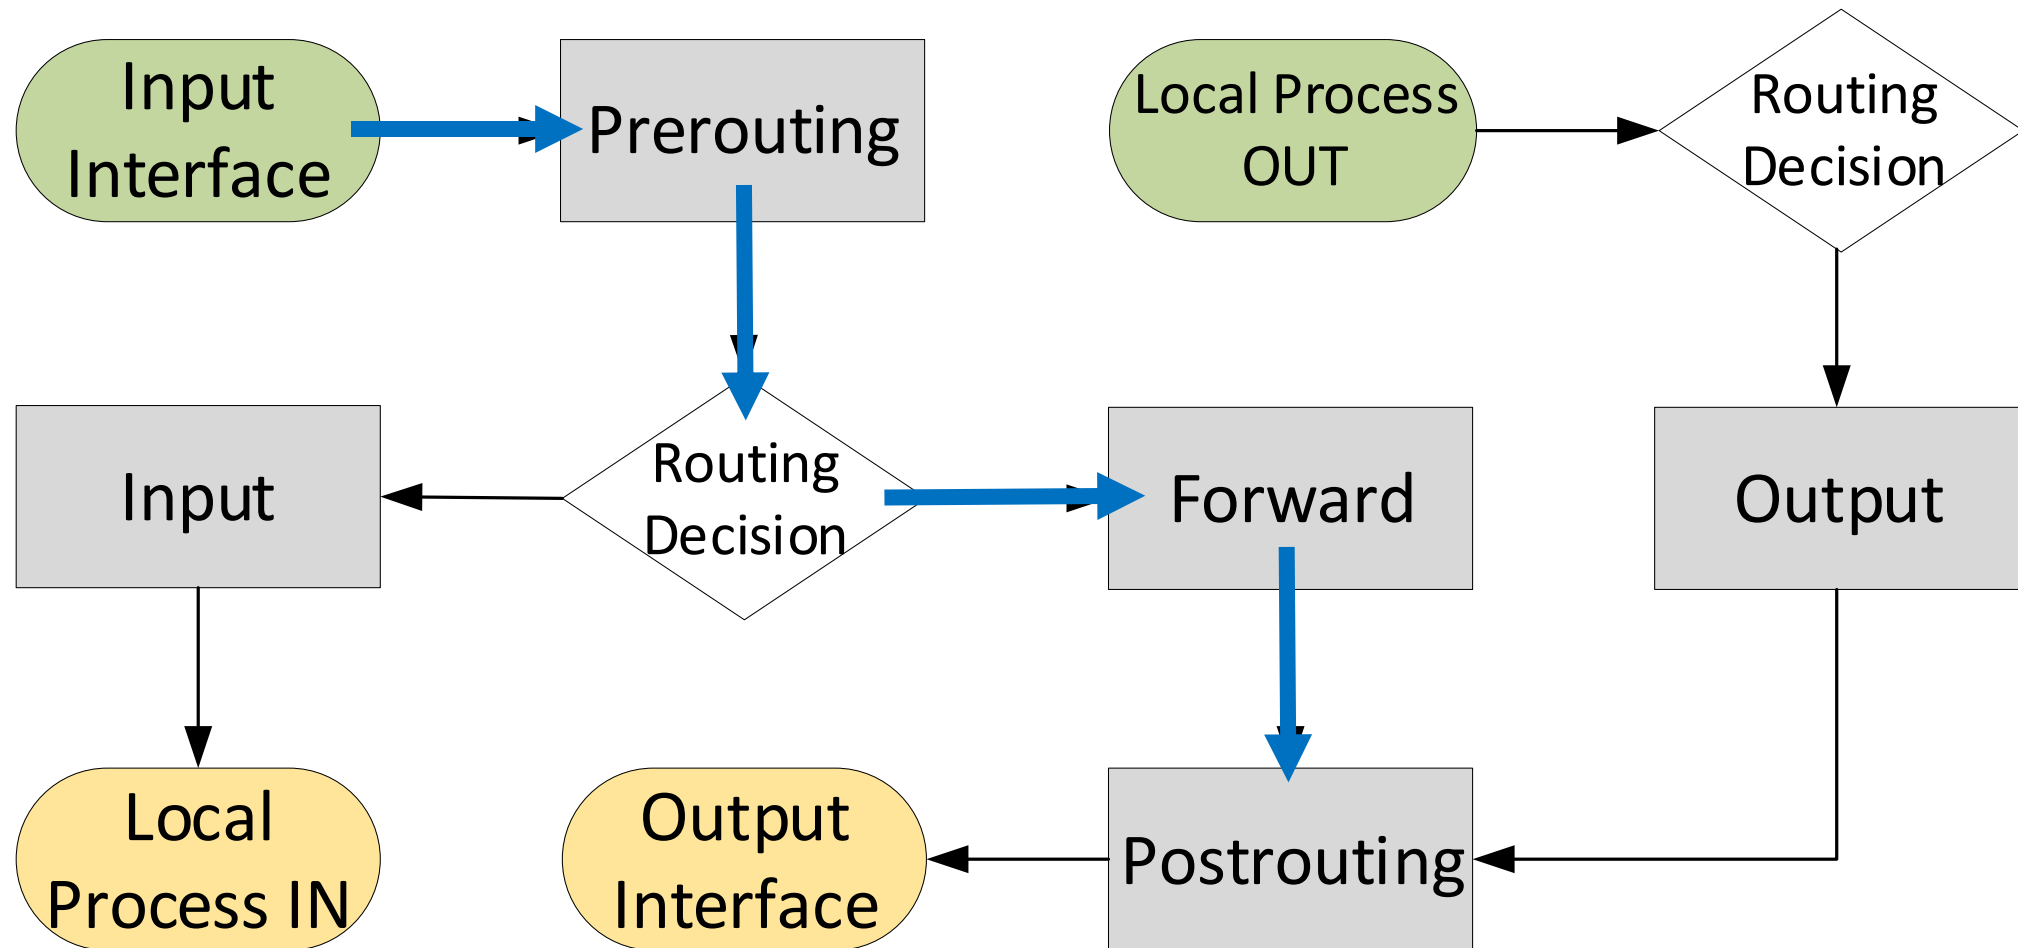 Input
Interface
Prerouting
Local Process
OUT
Routing
Decision
Input
Routing
Decision
Forward
Output
Local
Process IN
Output
Interface
Postrouting